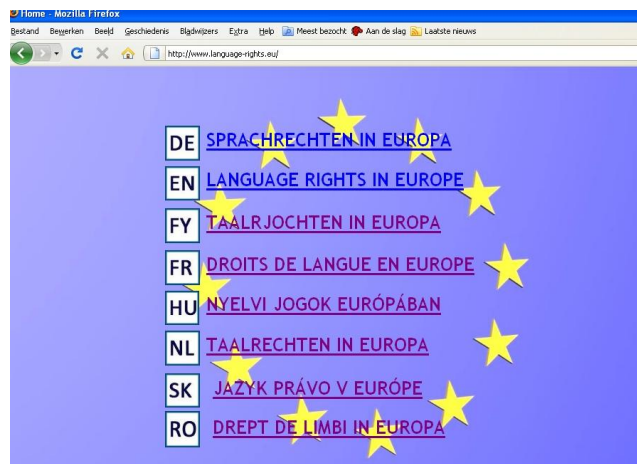 Home - Mozilla Firefox
Bestand Bewerken Beeld Geschiedenis Bladwijzers Extra Help Meest bezocht Aan de slag Laatste nieuws
http://www.language-rights.eu/
DE SPRACHRECHTEN IN EUROPA
EN LANGUAGE RIGHTS IN EUROPE
FY TAALRJOCHTEN IN EUROPA
FR DROITS DE LANGUE EN EUROPE
HU NYELVI JOGOK EURÓPÁBAN
NL TAALRECHTEN IN EUROPA
SK JAZYK PRÁVO V EURÓPE
RO DREPT DE LIMBI IN EUROPA